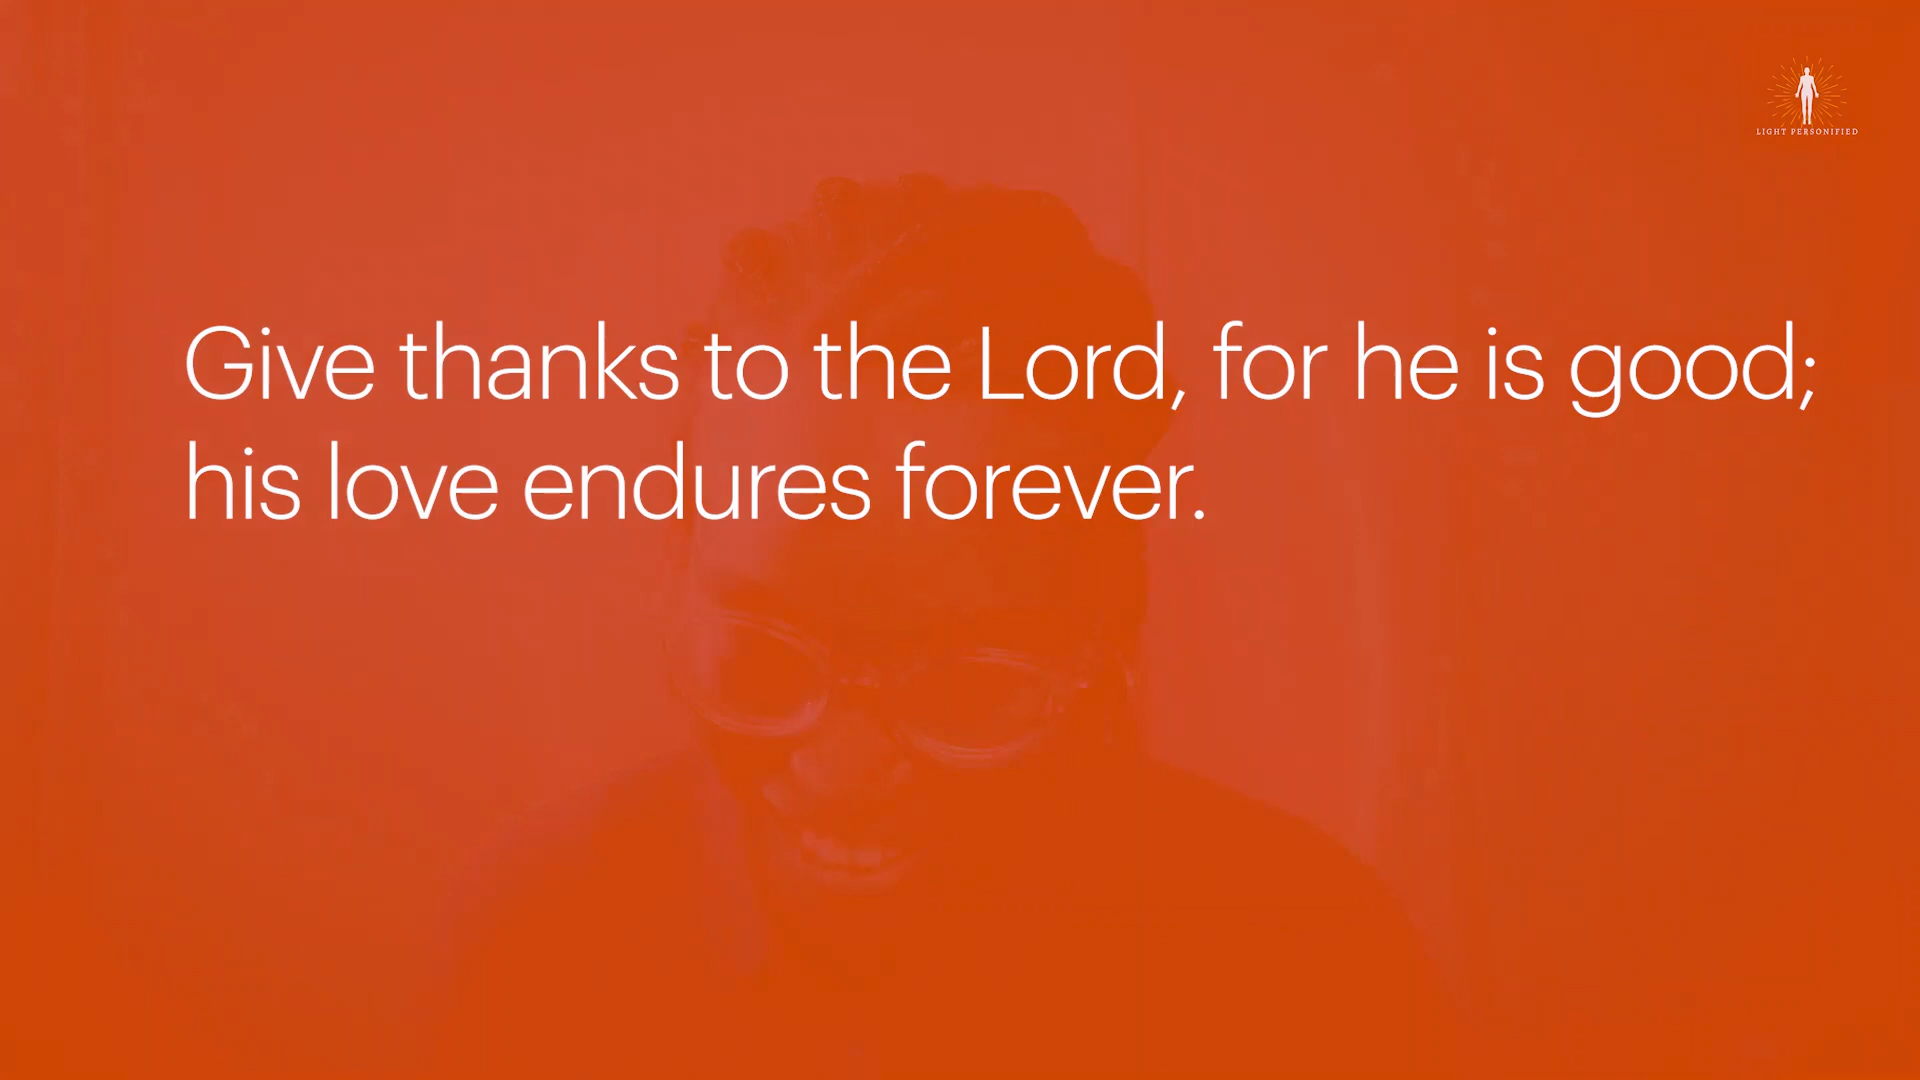 LIGHT PERSONIFIED
Give thanks to the Lord, for he is good;
his love endures forever.